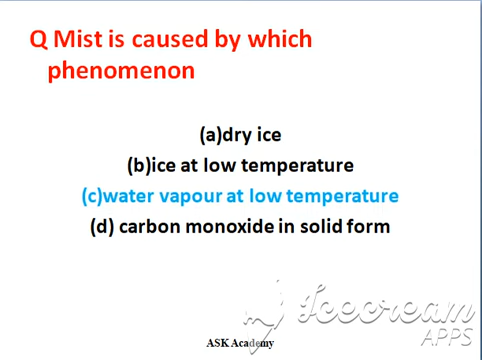 Q Mist is caused by which
phenomenon
(a)dry ice
(b)ice at low temperature
(c)water vapour at low temperature
(d) carbon monoxide in solid form
Icecream
APPS
ASK Academy